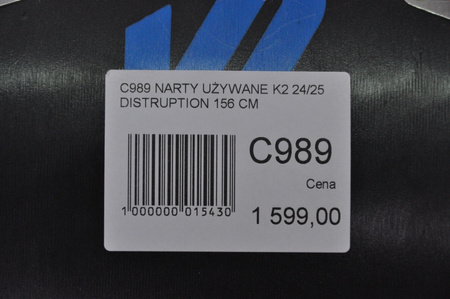 C989 NARTY UŻYWANE K2 24/25
DISTRUPTION 156 CM
C989
Cena
1 000000 015430
1 599,00